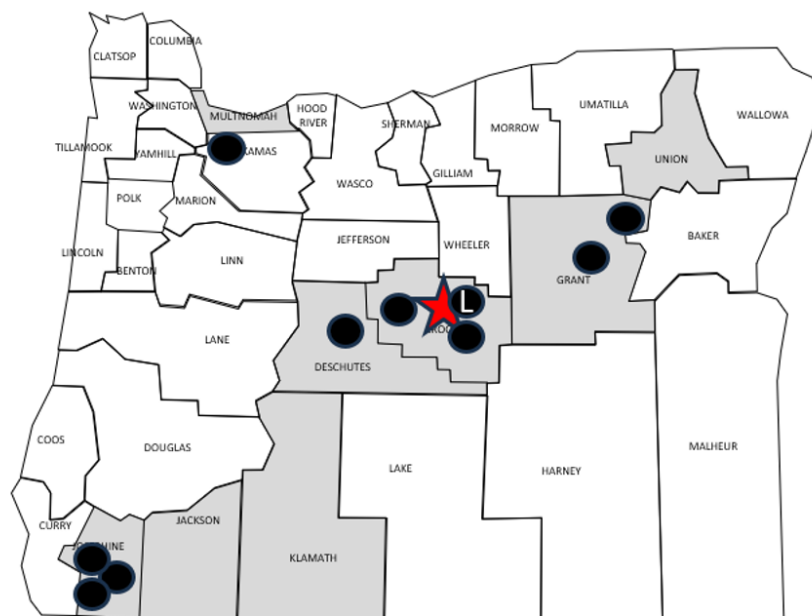 COLUMBIA
CLATSOP
WASHINGTON
MULTNOMAH
HOOD
RIVER
SHERMAN
MORROW
UMATILLA
WALLOWA
TILLAMOOK
YAMHILL
AMAS
GILLIAM
UNION
WASCO
POLK
MARION
JEFFERSON
WHEELER
BAKER
LINCOLN
BENTON
LINN
GRANT
L
LANE
DESCHUTES
COOS
DOUGLAS
LAKE
HARNEY
MALHEUR
CURRY
JACKSON
KLAMATH